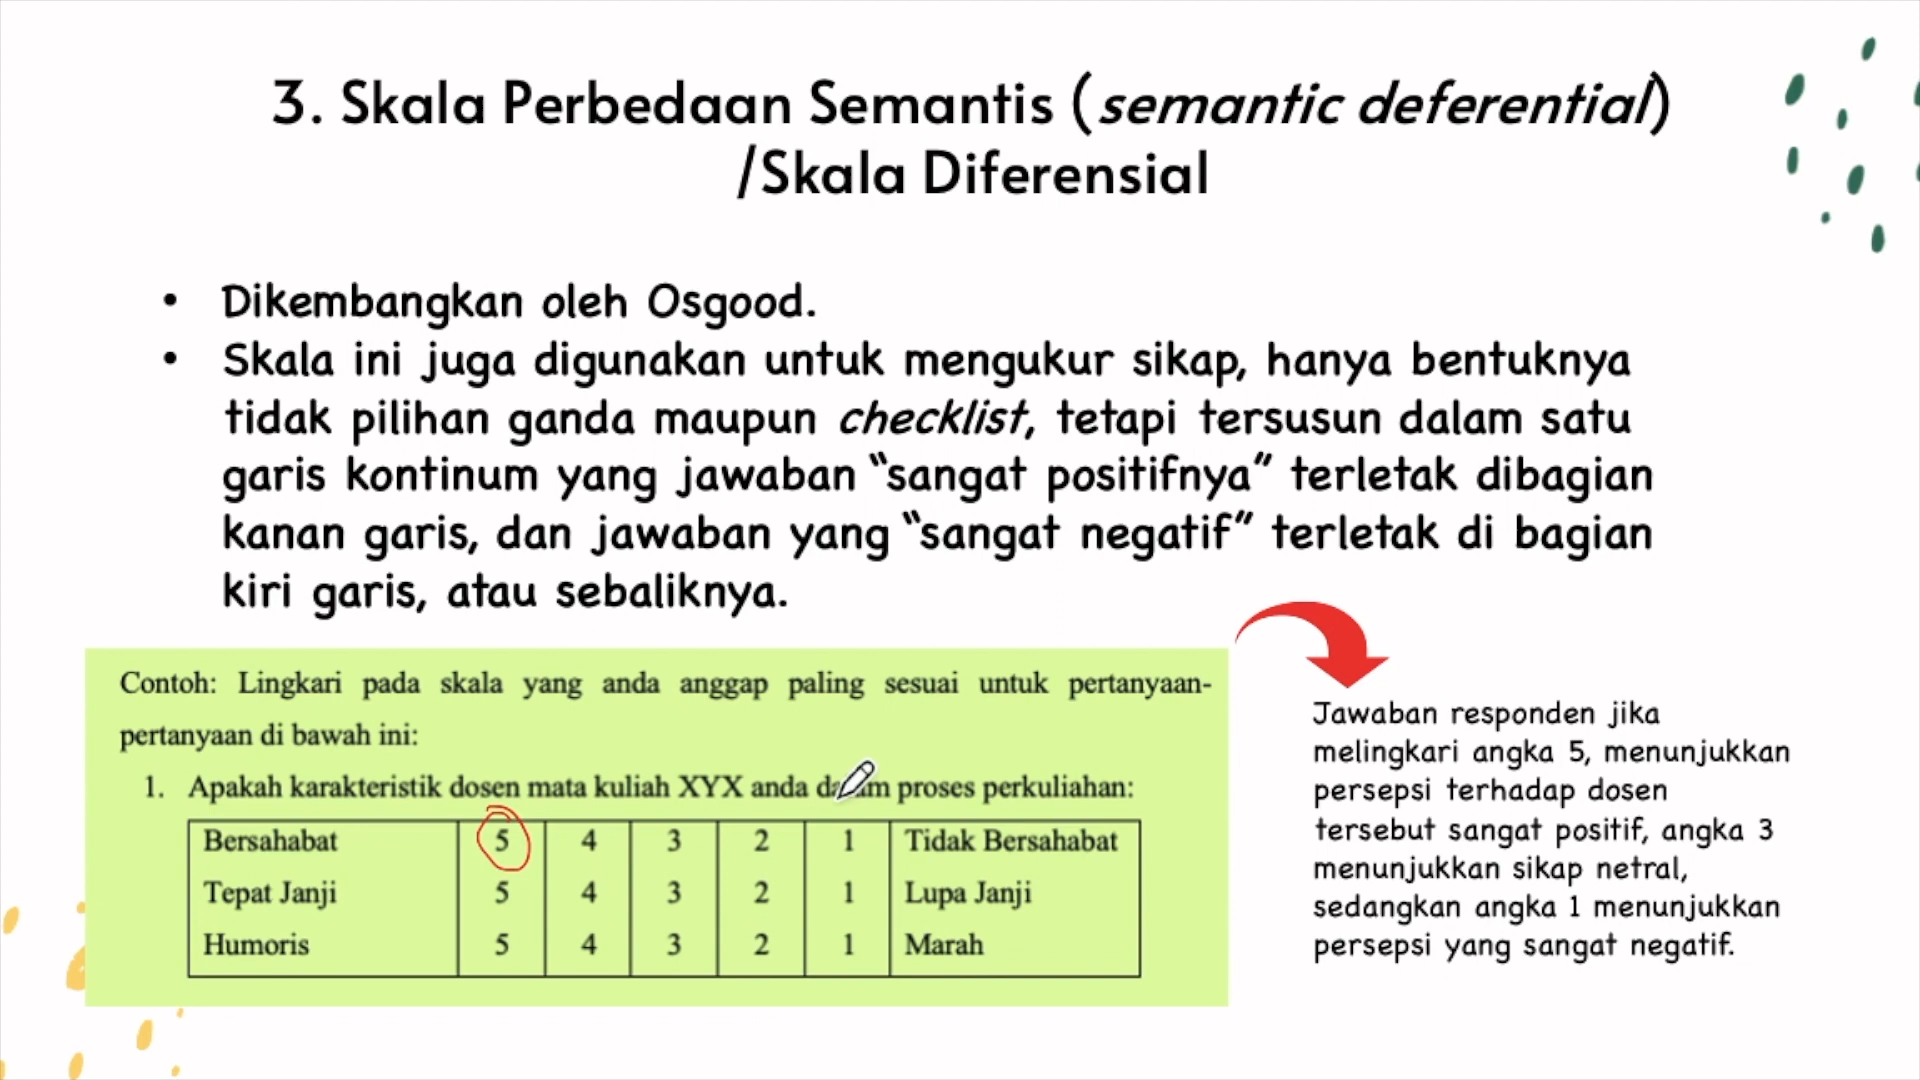 3. Skala Perbedaan Semantis (semantic deferential)
/Skala Diferensial
• Dikembangkan oleh Osgood.
• Skala ini juga digunakan untuk mengukur sikap, hanya bentuknya
tidak pilihan ganda maupun checklist, tetapi tersusun dalam satu
garis kontinum yang jawaban “sangat positifnya” terletak dibagian
kanan garis, dan jawaban yang “sangat negatif” terletak di bagian
kiri garis, atau sebaliknya.
Contoh: Lingkari pada skala yang anda anggap paling sesuai untuk pertanyaan-
pertanyaan di bawah ini:
1. Apakah karakteristik dosen mata kuliah XYX anda dalam proses perkuliahan:
Bersahabat 5 4 3 2 1 Tidak Bersahabat
Tepat Janji 5 4 3 2 1 Lupa Janji
Humoris 5 4 3 2 1 Marah
Jawaban responden jika
melingkari angka 5, menunjukkan
persepsi terhadap dosen
tersebut sangat positif, angka 3
menunjukkan sikap netral,
sedangkan angka 1 menunjukkan
persepsi yang sangat negatif.